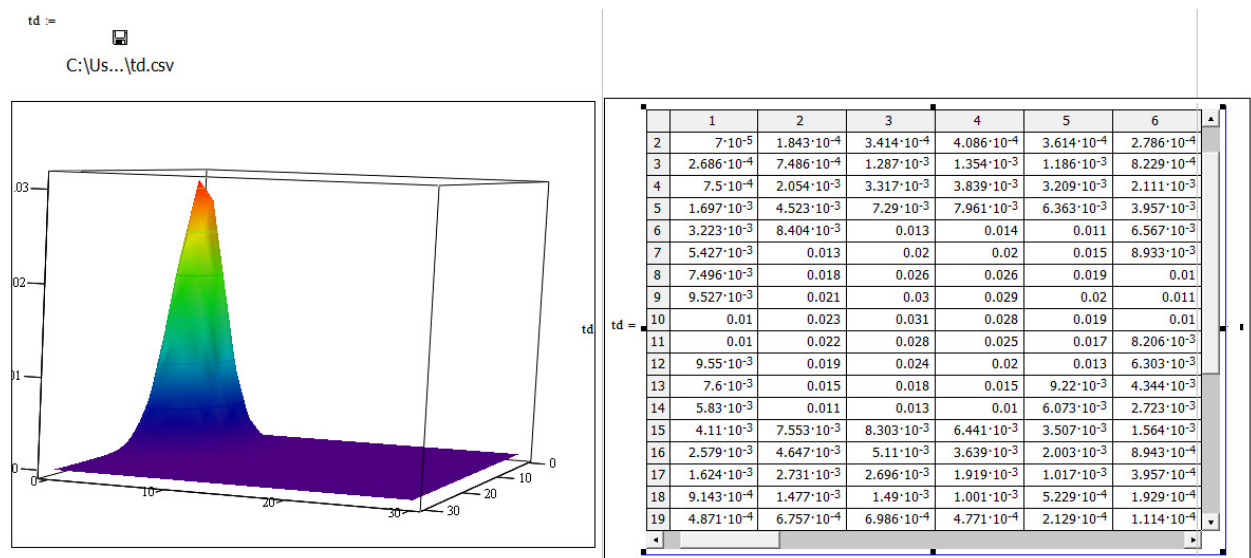 td :=
C:\Us...\td.csv
.03
02
01
0
0
10
20
30
30
20
10
0
td
td =
1 2 3 4 5 6
2 7·10-5 1.843·10-4 3.414·10-4 4.086·10-4 3.614·10-4 2.786·10-4
3 2.686·10-4 7.486·10-4 1.287·10-3 1.354·10-3 1.186·10-3 8.229·10-4
4 7.5·10-4 2.054·10-3 3.317·10-3 3.839·10-3 3.209·10-3 2.111·10-3
5 1.697·10-3 4.523·10-3 7.29·10-3 7.961·10-3 6.363·10-3 3.957·10-3
6 3.223·10-3 8.404·10-3 0.013 0.014 0.011 6.567·10-3
7 5.427·10-3 0.013 0.02 0.02 0.015 8.933·10-3
8 7.496·10-3 0.018 0.026 0.026 0.019 0.01
9 9.527·10-3 0.021 0.03 0.029 0.02 0.011
10 0.01 0.023 0.031 0.028 0.019 0.01
11 0.01 0.022 0.028 0.025 0.017 8.206·10-3
12 9.55·10-3 0.019 0.024 0.02 0.013 6.303·10-3
13 7.6·10-3 0.015 0.018 0.015 9.22·10-3 4.344·10-3
14 5.83·10-3 0.011 0.013 0.01 6.073·10-3 2.723·10-3
15 4.11·10-3 7.553·10-3 8.303·10-3 6.441·10-3 3.507·10-3 1.564·10-3
16 2.579·10-3 4.647·10-3 5.11·10-3 3.639·10-3 2.003·10-3 8.943·10-4
17 1.624·10-3 2.731·10-3 2.696·10-3 1.919·10-3 1.017·10-3 3.957·10-4
18 9.143·10-4 1.477·10-3 1.49·10-3 1.001·10-3 5.229·10-4 1.929·10-4
19 4.871·10-4 6.757·10-4 6.986·10-4 4.771·10-4 2.129·10-4 1.114·10-4